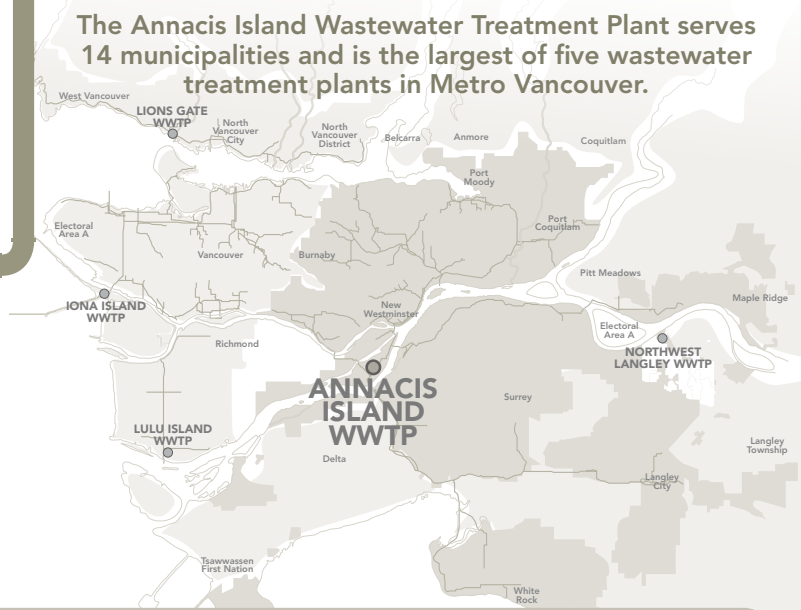 The Annacis Island Wastewater Treatment Plant serves
14 municipalities and is the largest of five wastewater
treatment plants in Metro Vancouver.
West Vancouver
LIONS GATE
WWTP
North
Vancouver
City
North
Vancouver
District
Belcarra
Anmore
Coquitlam
Port
Moody
Port
Coquitlam
Electoral
Area A
Vancouver
Burnaby
Pitt Meadows
Maple Ridge
IONA ISLAND
WWTP
New
Westminster
Electoral
Area A
Richmond
NORTHWEST
LANGLEY WWTP
ANNACIS
ISLAND
WWTP
Surrey
LULU ISLAND
WWTP
Delta
Langley
Township
Langley
City
Tsawwassen
First Nation
White
Rock